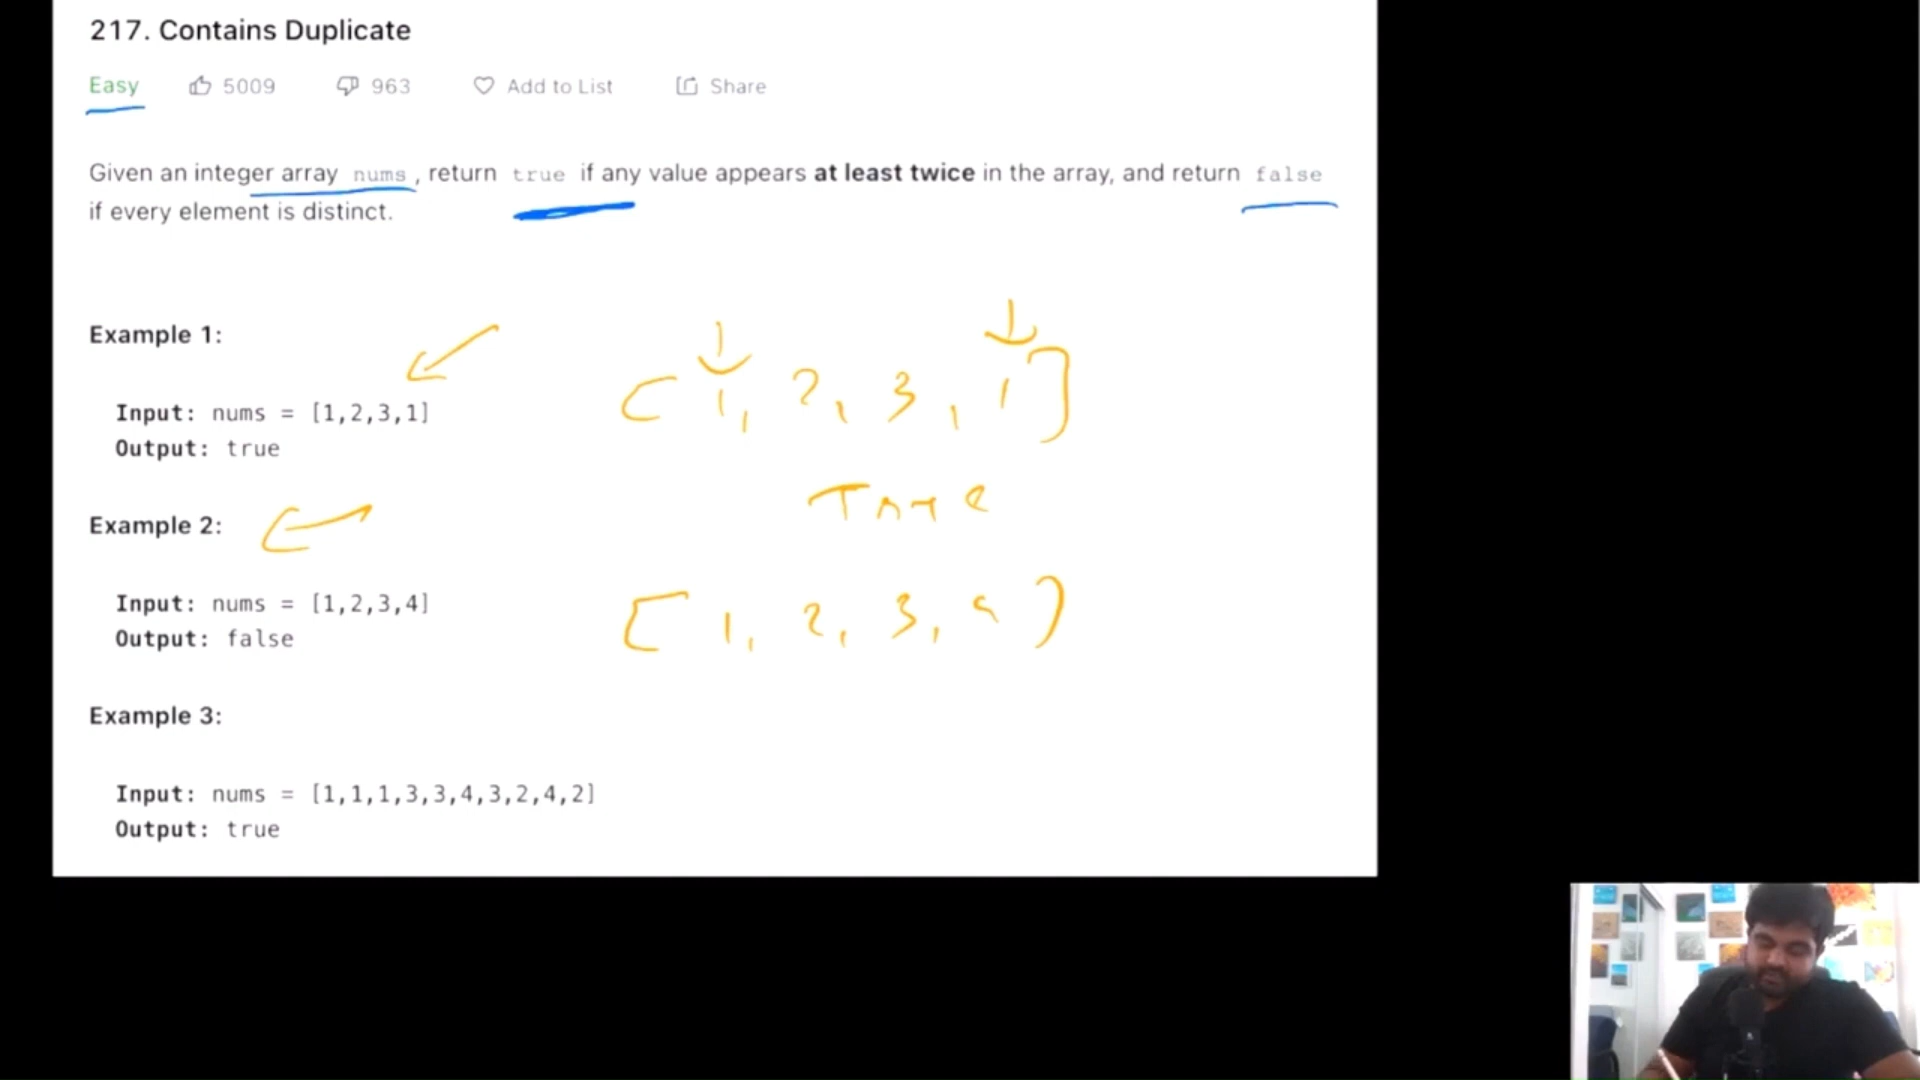 217. Contains Duplicate
Easy 5009 963 Add to List Share
Given an integer array nums , return true if any value appears at least twice in the array, and return false
if every element is distinct.
Example 1:
Input: nums = [1,2,3,1]
Output: true
[1, 2, 3, 1]
True
Example 2:
Input: nums = [1,2,3,4]
Output: false
[1, 2, 3, 4]
Example 3:
Input: nums = [1,1,1,3,3,4,3,2,4,2]
Output: true